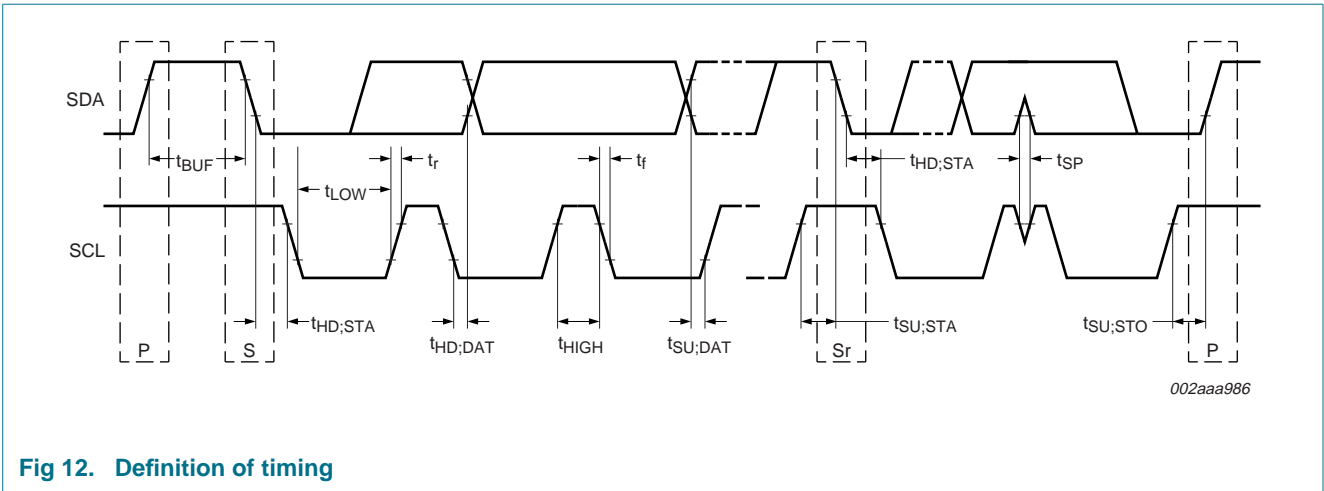 SDA
tBUF
tLOW
tr
tf
tHD;STA
tSP
SCL
tHD;STA
tHD;DAT
tHIGH
tSU;DAT
tSU;STA
tSU;STO
P
S
Sr
P
002aaa986
Fig 12. Definition of timing